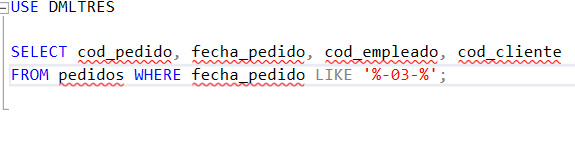 USE DMLTRES
SELECT cod_pedido, fecha_pedido, cod_empleado, cod_cliente
FROM pedidos WHERE fecha_pedido LIKE '%-03-%';